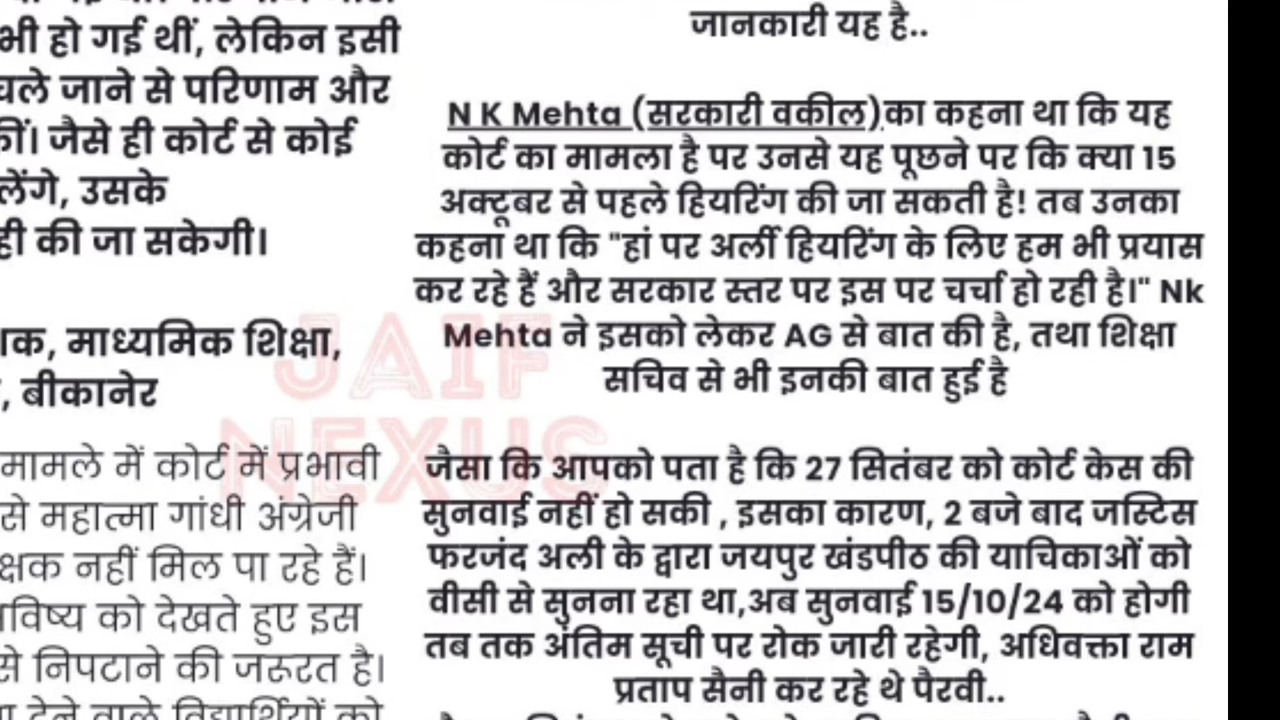 भी हो गई थीं, लेकिन इसी
चले जाने से परिणाम और
जैसे ही कोर्ट से कोई
लेंगे, उसके
ही की जा सकेगी।
माध्यमिक शिक्षा,
, बीकानेर
मामले में कोर्ट में प्रभावी
से महात्मा गांधी अंग्रेजी
नहीं मिल पा रहे हैं।
को देखते हुए इस
से निपटाने की जरूरत है।
देने वाले विद्यार्थियों को
जानकारी यह है..
N K Mehta (सरकारी वकील) का कहना था कि यह
कोर्ट का मामला है पर उनसे यह पूछने पर कि क्या 15
अक्टूबर से पहले हियरिंग की जा सकती है! तब उनका
कहना था कि "हां पर अर्ली हियरिंग के लिए हम भी प्रयास
कर रहे हैं और सरकार स्तर पर इस पर चर्चा हो रही है।" Nk
Mehta ने इसको लेकर AG से बात की है, तथा शिक्षा
सचिव से भी इनकी बात हुई है
जैसा कि आपको पता है कि 27 सितंबर को कोर्ट केस की
सुनवाई नहीं हो सकी , इसका कारण, 2 बजे बाद जस्टिस
फरजंद अली के द्वारा जयपुर खंडपीठ की याचिकाओं को
वीसी से सुनना रहा था,अब सुनवाई 15/10/24 को होगी
तब तक अंतिम सूची पर रोक जारी रहेगी, अधिवक्ता राम
प्रताप सैनी कर रहे थे पैरवी..
JAIF
NEXUS